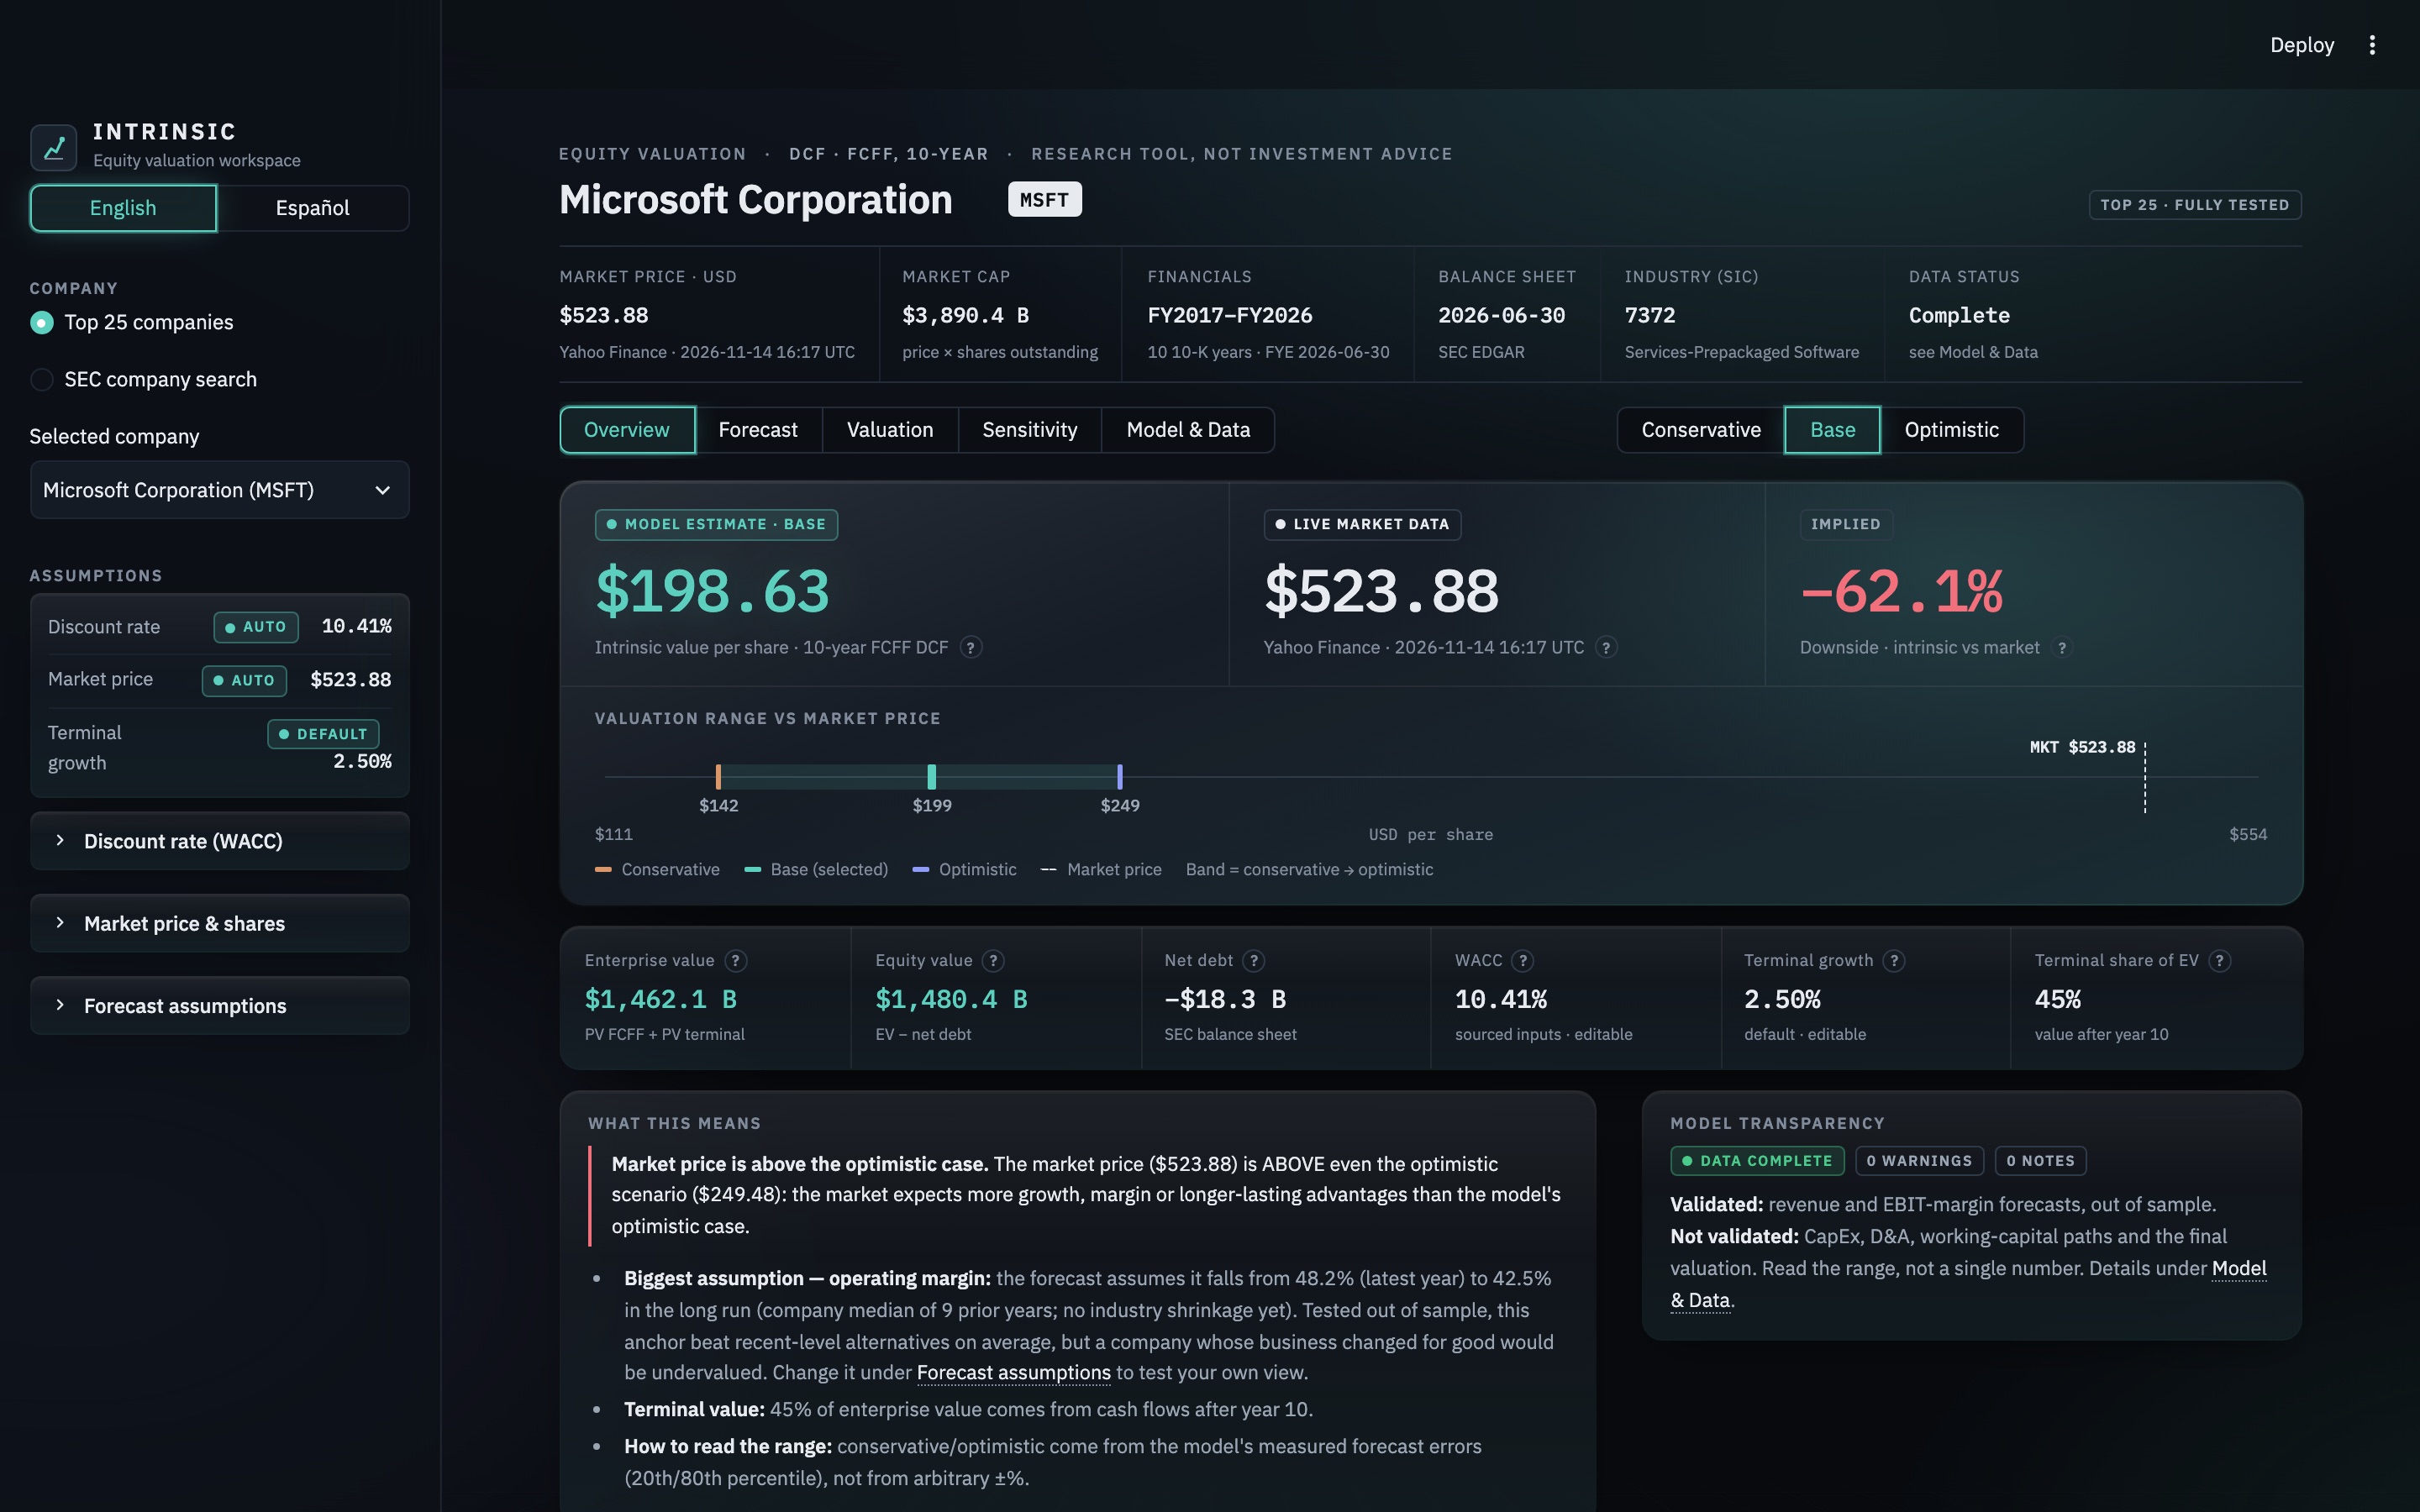 Deploy
INTRINSIC
Equity valuation workspace
English
Español
COMPANY
Top 25 companies
SEC company search
Selected company
Microsoft Corporation (MSFT)
ASSUMPTIONS
Discount rate AUTO 10.41%
Market price AUTO $523.88
Terminal growth DEFAULT 2.50%
Discount rate (WACC)
Market price & shares
Forecast assumptions
EQUITY VALUATION · DCF · FCFF, 10-YEAR · RESEARCH TOOL, NOT INVESTMENT ADVICE
Microsoft Corporation MSFT
TOP 25 · FULLY TESTED
MARKET PRICE · USD
$523.88
Yahoo Finance · 2026-11-14 16:17 UTC
MARKET CAP
$3,890.4 B
price × shares outstanding
FINANCIALS
FY2017–FY2026
10 10-K years · FYE 2026-06-30
BALANCE SHEET
2026-06-30
SEC EDGAR
INDUSTRY (SIC)
7372
Services-Prepackaged Software
DATA STATUS
Complete
see Model & Data
Overview Forecast Valuation Sensitivity Model & Data
Conservative Base Optimistic
MODEL ESTIMATE · BASE
$198.63
Intrinsic value per share · 10-year FCFF DCF ?
LIVE MARKET DATA
$523.88
Yahoo Finance · 2026-11-14 16:17 UTC ?
IMPLIED
−62.1%
Downside · intrinsic vs market ?
VALUATION RANGE VS MARKET PRICE
MKT $523.88
$142 $199 $249
$111 USD per share $554
Conservative Base (selected) Optimistic Market price Band = conservative → optimistic
Enterprise value ?
$1,462.1 B
PV FCFF + PV terminal
Equity value ?
$1,480.4 B
EV − net debt
Net debt ?
−$18.3 B
SEC balance sheet
WACC ?
10.41%
sourced inputs · editable
Terminal growth ?
2.50%
default · editable
Terminal share of EV ?
45%
value after year 10
WHAT THIS MEANS
Market price is above the optimistic case. The market price ($523.88) is ABOVE even the optimistic
scenario ($249.48): the market expects more growth, margin or longer-lasting advantages than the model's
optimistic case.
• Biggest assumption — operating margin: the forecast assumes it falls from 48.2% (latest year) to 42.5%
in the long run (company median of 9 prior years; no industry shrinkage yet). Tested out of sample, this
anchor beat recent-level alternatives on average, but a company whose business changed for good would
be undervalued. Change it under Forecast assumptions to test your own view.
• Terminal value: 45% of enterprise value comes from cash flows after year 10.
• How to read the range: conservative/optimistic come from the model's measured forecast errors
(20th/80th percentile), not from arbitrary ±%.
MODEL TRANSPARENCY
DATA COMPLETE 0 WARNINGS 0 NOTES
Validated: revenue and EBIT-margin forecasts, out of sample.
Not validated: CapEx, D&A, working-capital paths and the final
valuation. Read the range, not a single number. Details under Model
& Data.